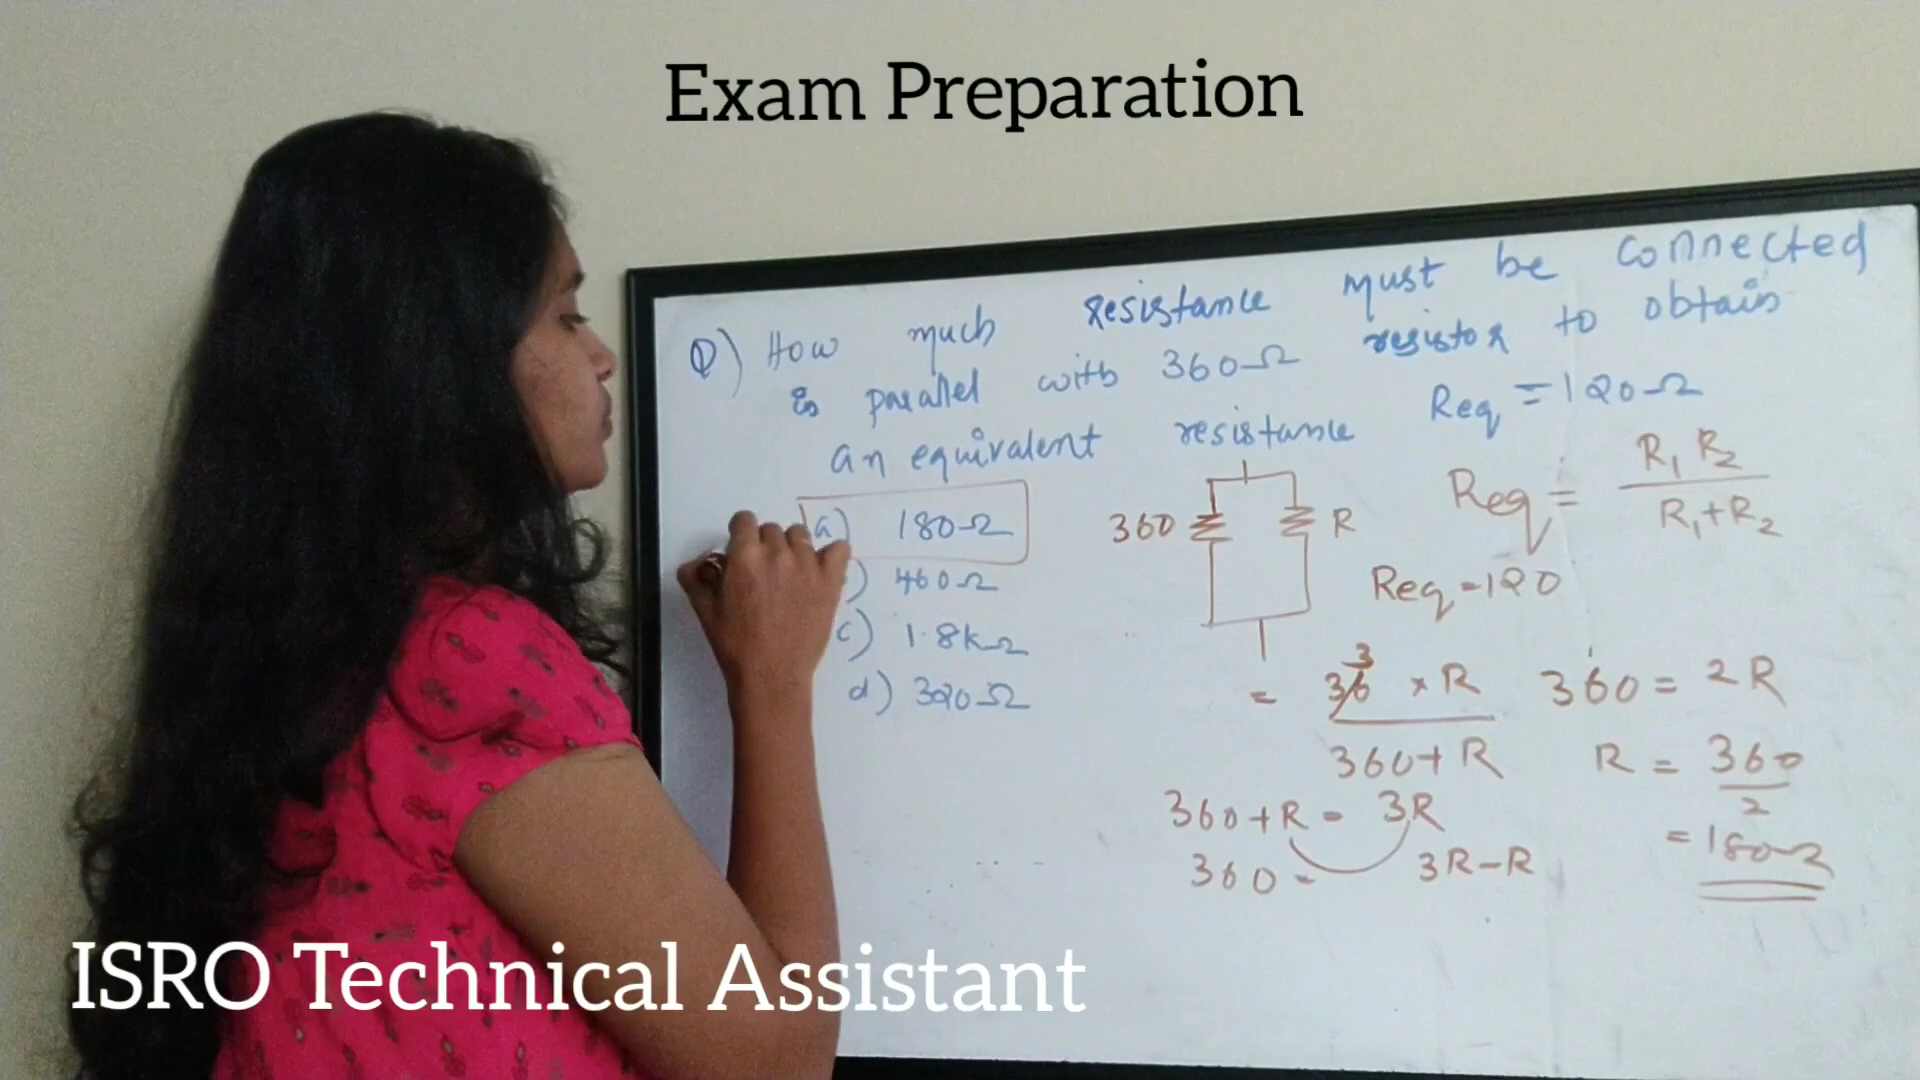 Exam Preparation
Q) How much resistance must be connected
in parallel with 360Ω resistor to obtain
an equivalent resistance Req = 120Ω
a) 180Ω
) 460Ω
c) 1.8kΩ
d) 320Ω
360 R
Req = R1 R2
R1+R2
Req = 120
= 3
36 × R
360+R
360+R = 3R
360 = 3R-R
360 = 2R
R = 360
2
= 180Ω
ISRO Technical Assistant